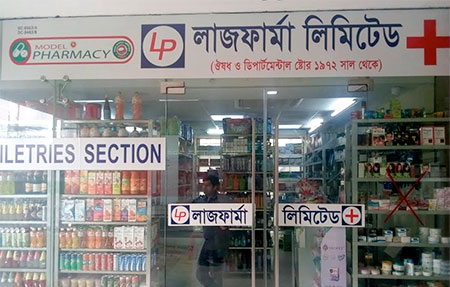 MODEL
PHARMACY
LP লাজফার্মা লিমিটেড
(ঔষধ ও ডিপার্টমেন্টাল ষ্টোর ১৯৭২ সাল থেকে)
ILETRIES SECTION
LP লাজফার্মা লিমিটেড